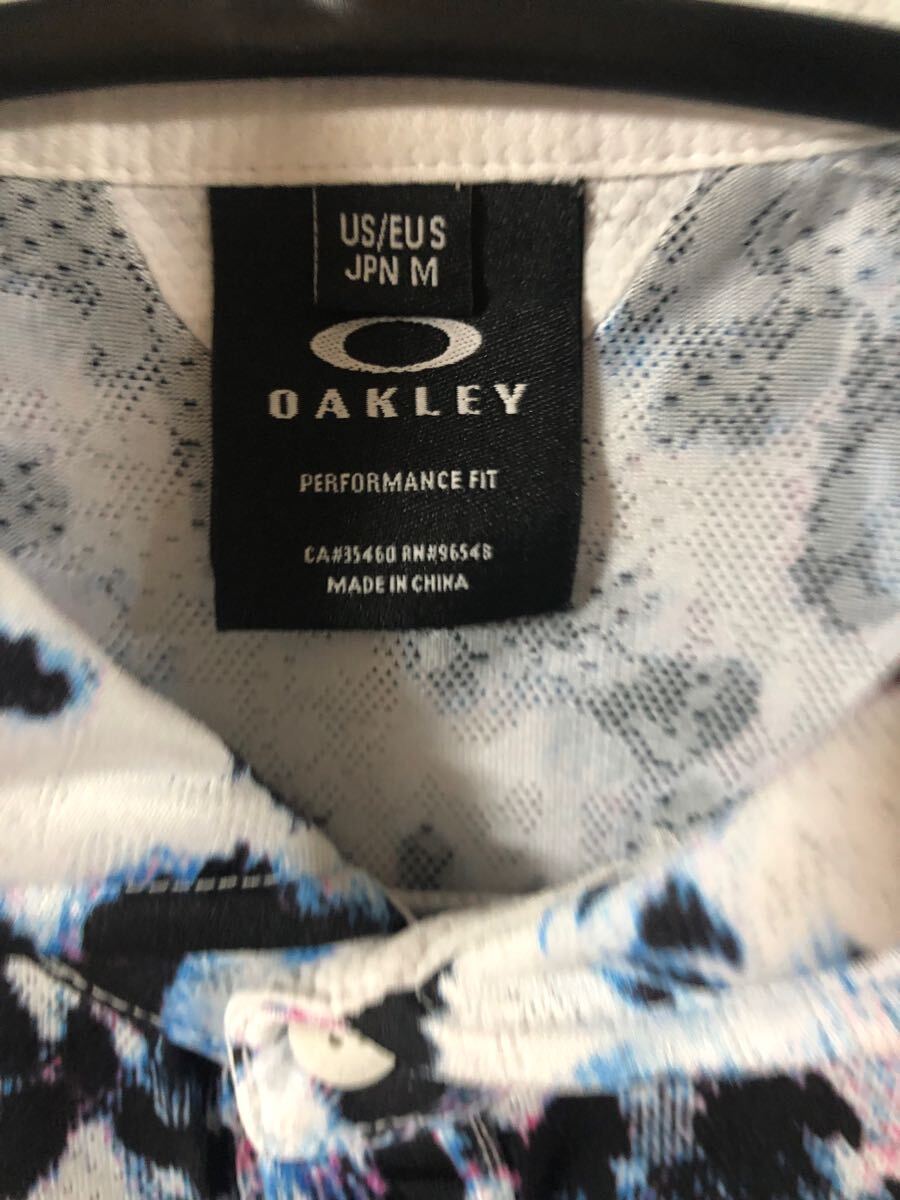 US/EU S
JPN M
OAKLEY
PERFORMANCE FIT
CA#35460 RN#96548
MADE IN CHINA